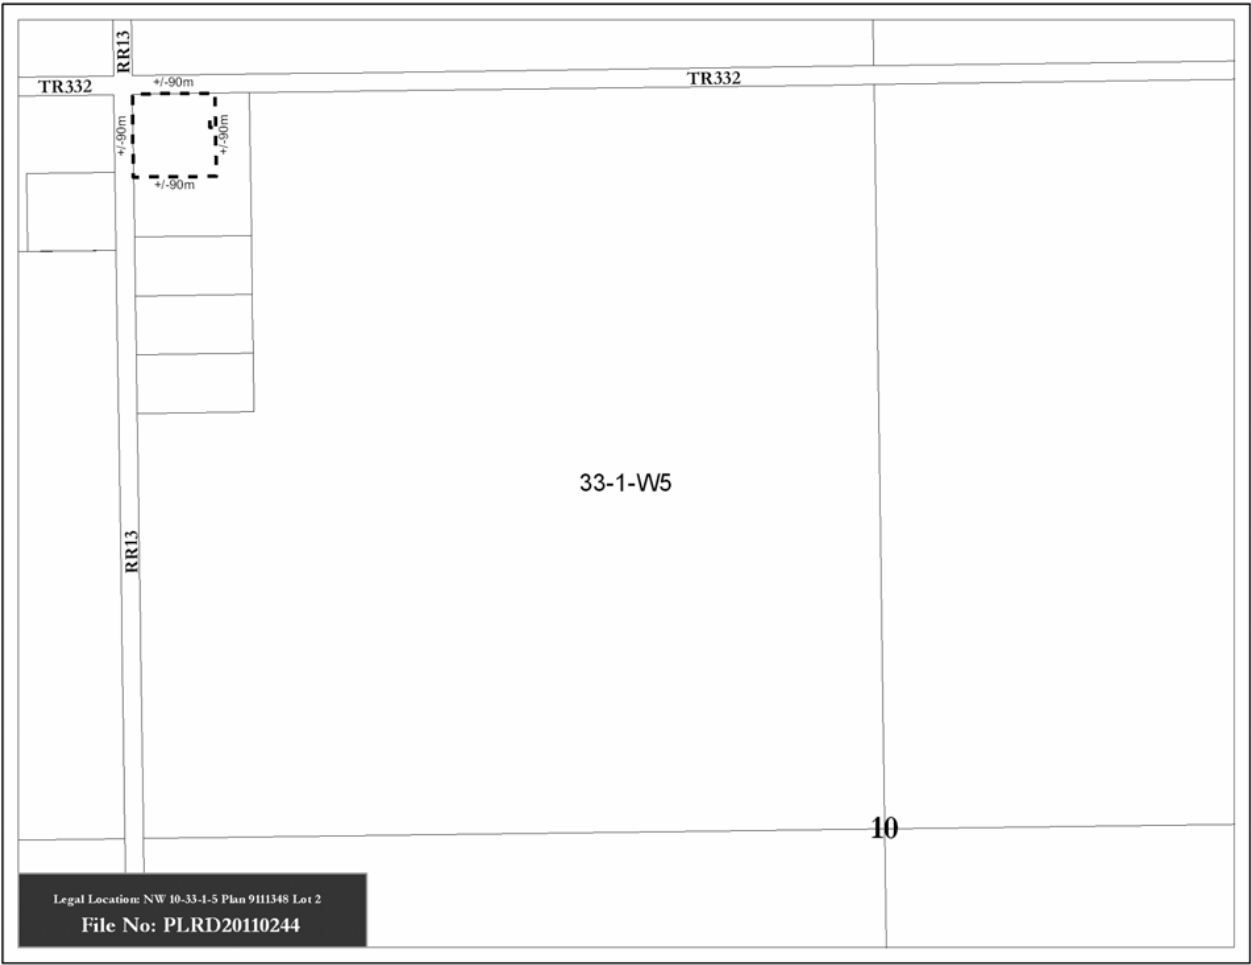 RR13
TR332
TR332
+/-90m
+/-90m
+/-90m
+/-90m
33-1-W5
RR13
10
Legal Location: NW 10-33-1-5 Plan 9111348 Lot 2
File No: PLRD20110244